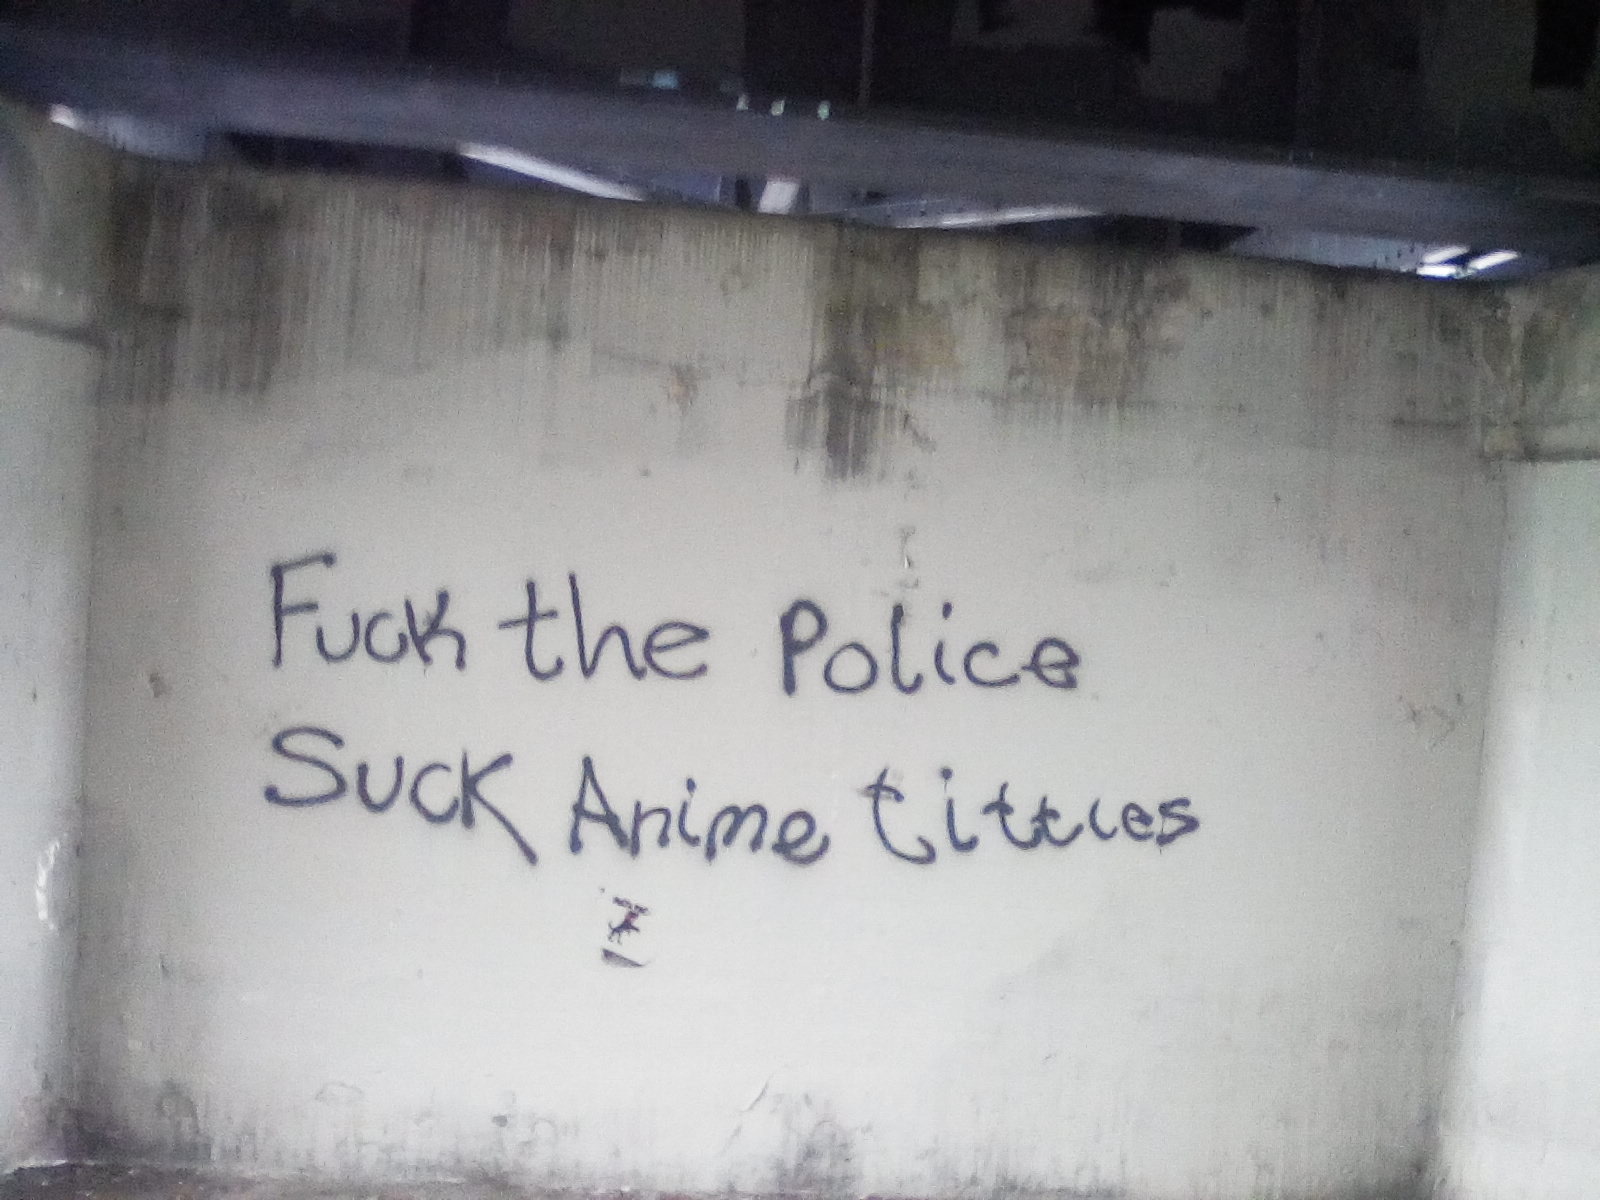 Fuck the Police
Suck Anime titties